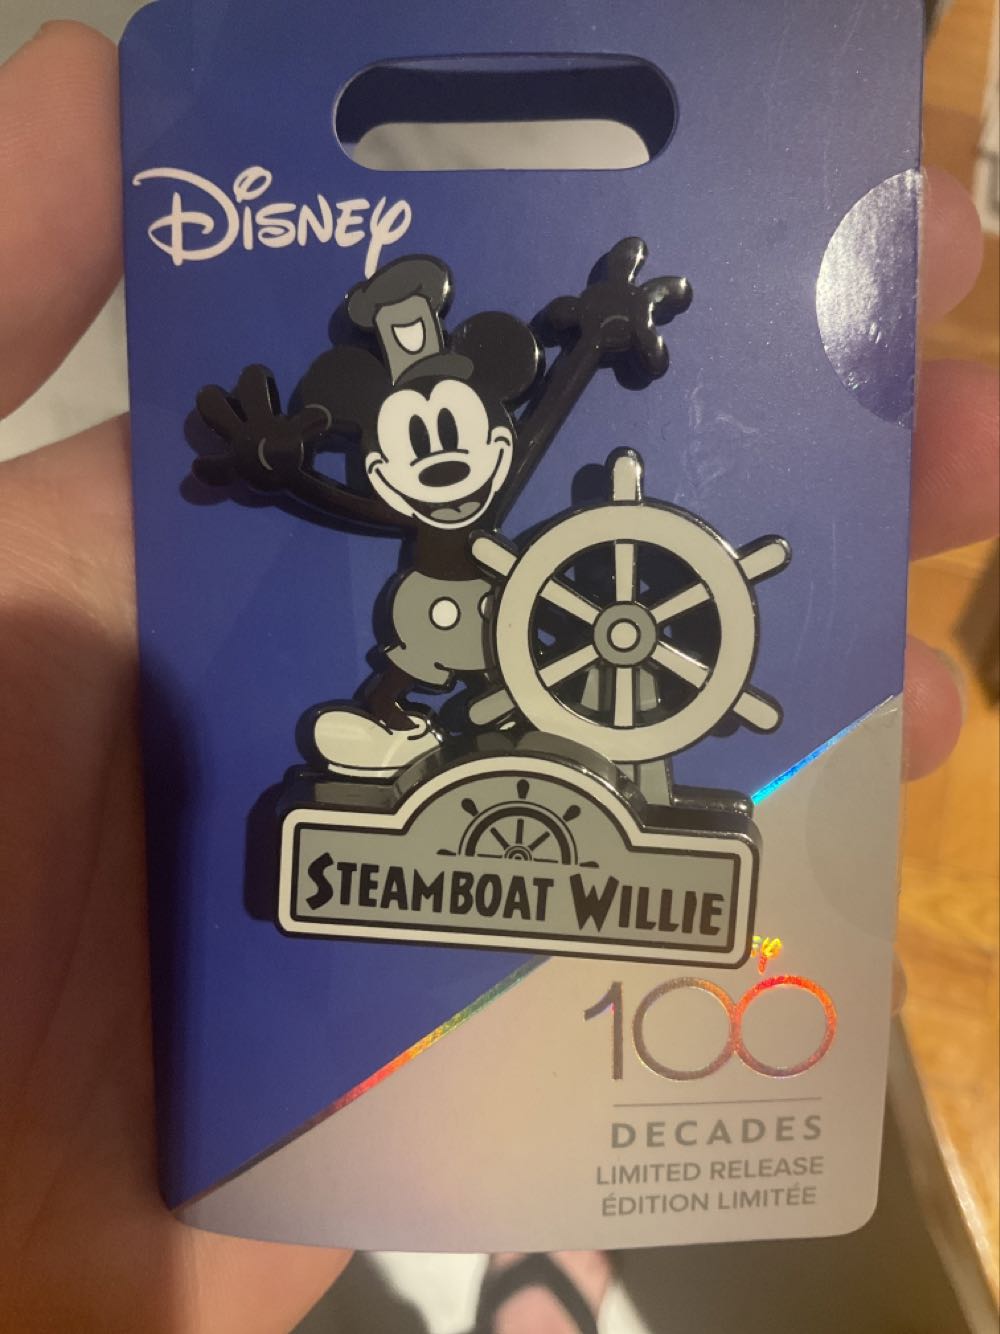 Disney
STEAMBOAT WILLIE
100
DECADES
LIMITED RELEASE
ÉDITION LIMITÉE